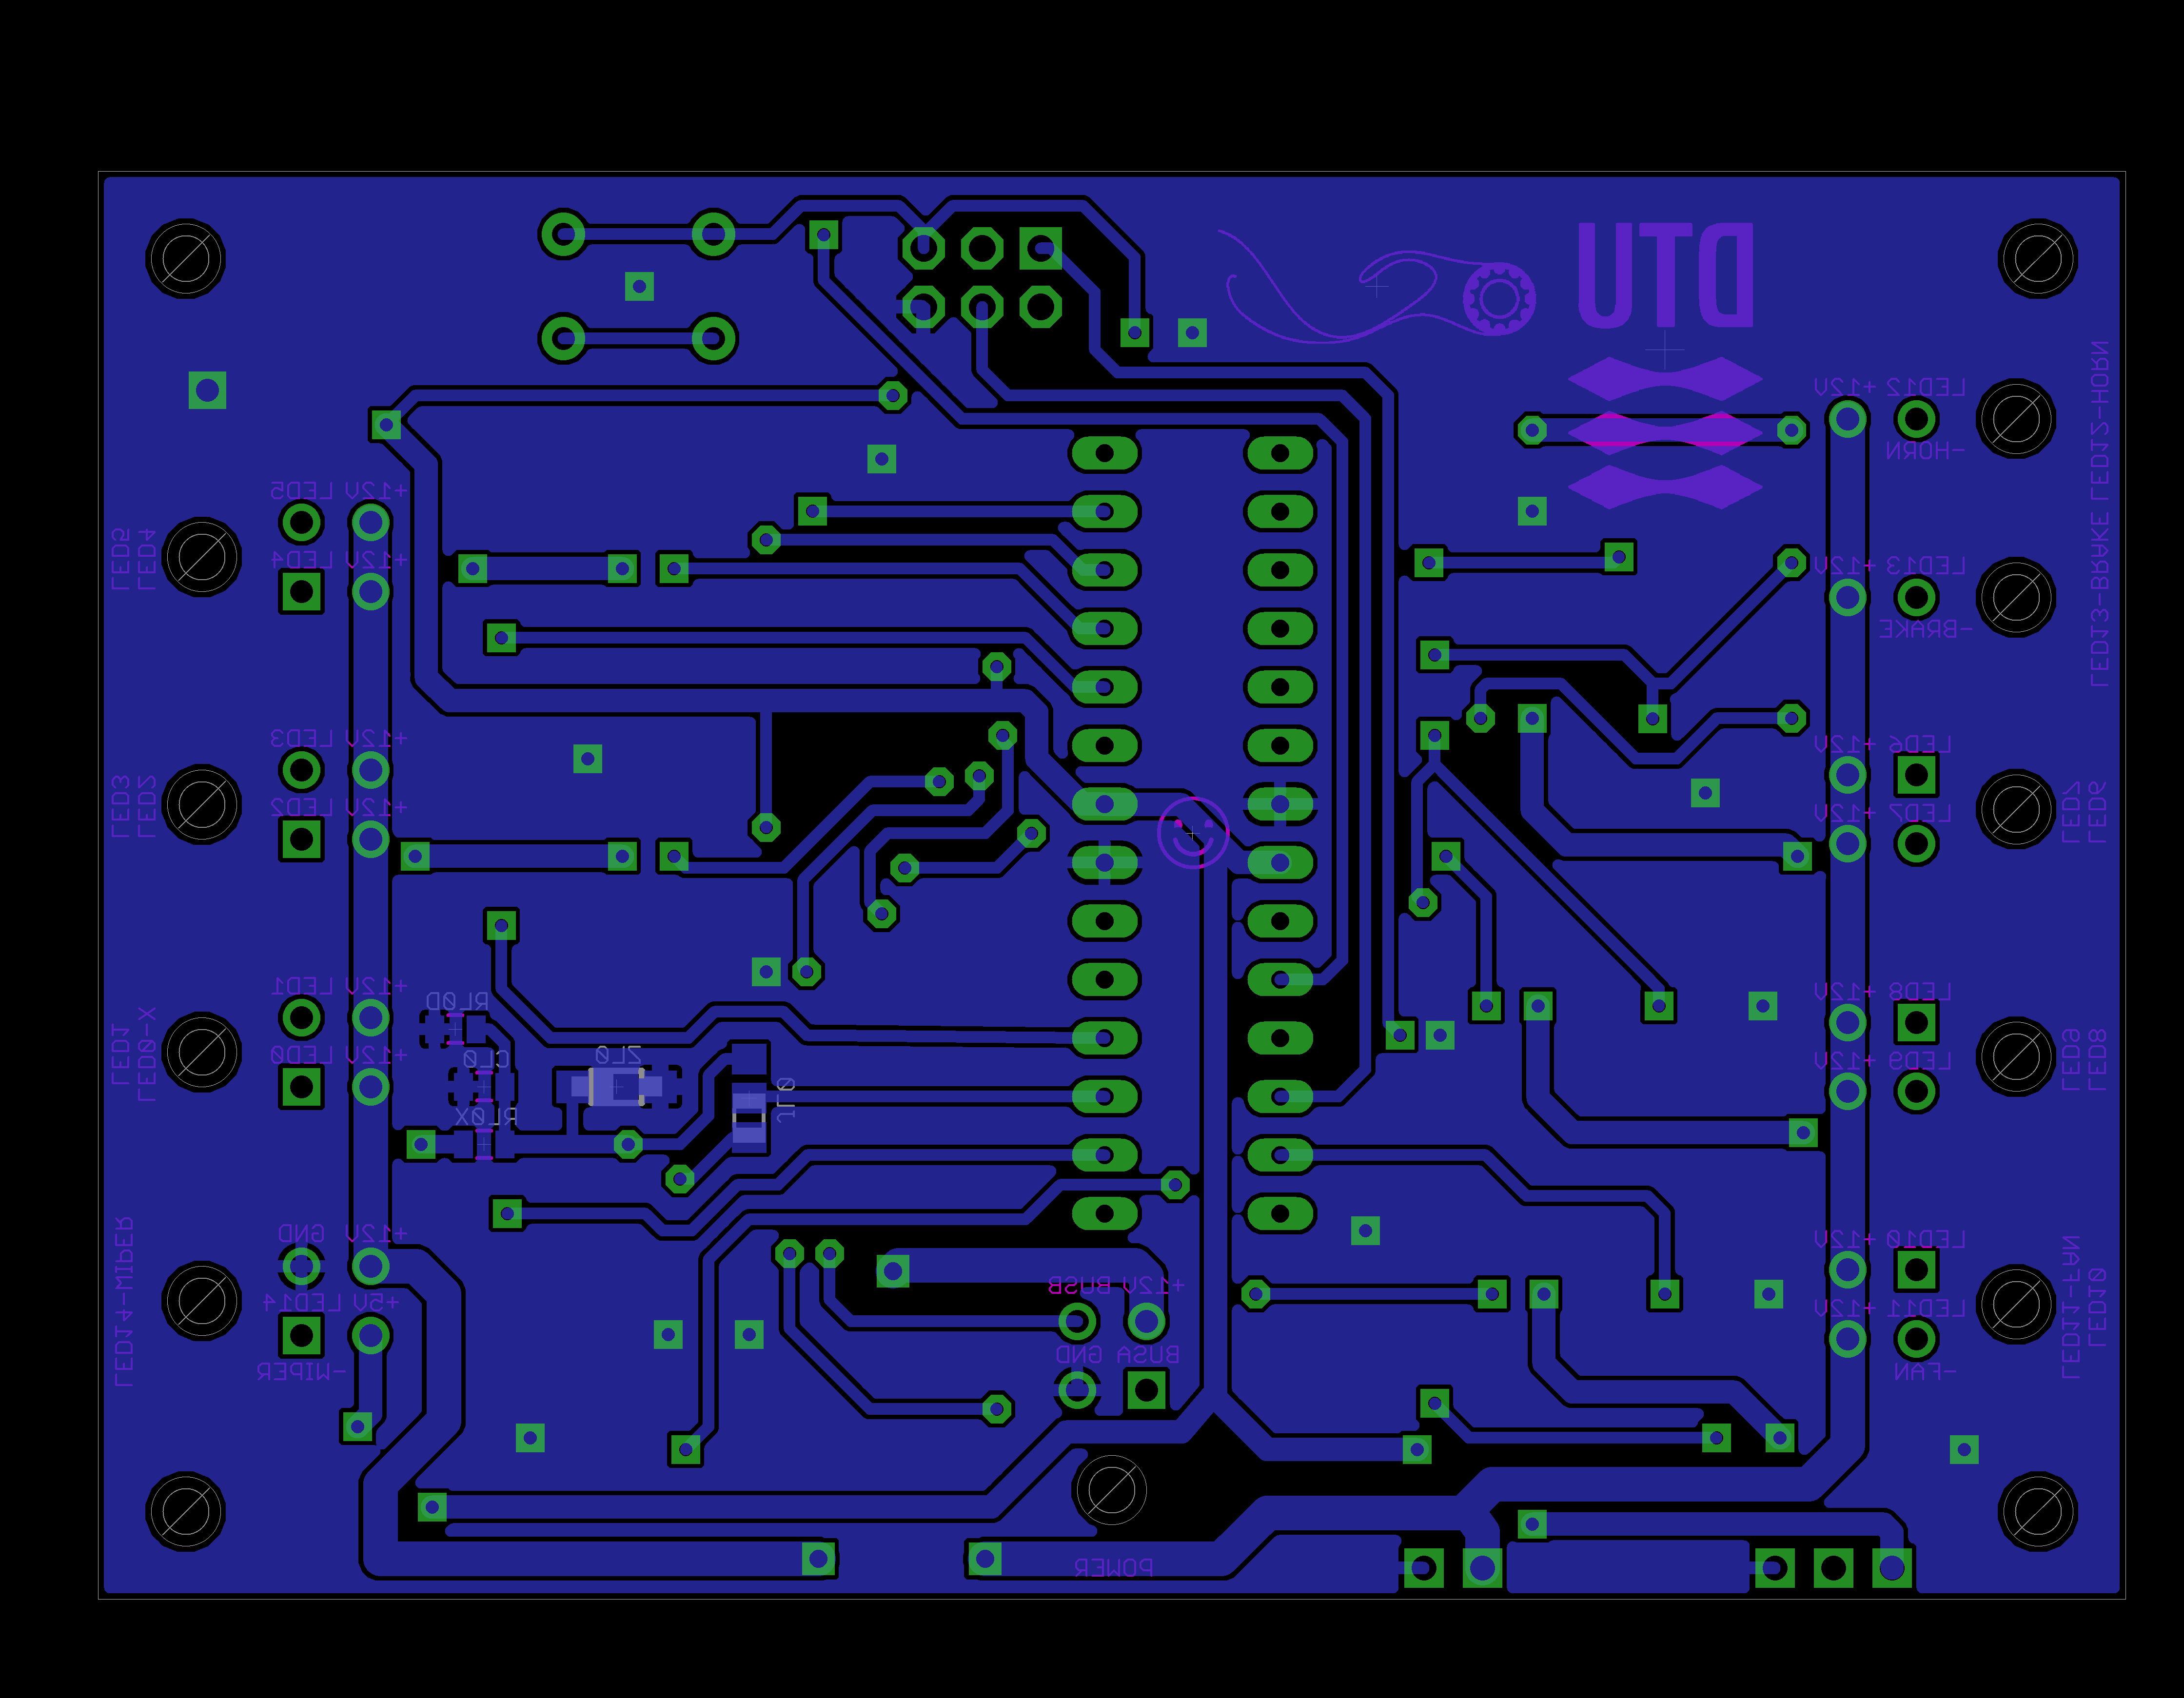 DTU
LED12 +12V
-HORN
LED13-BRAKE LED12-HORN
+12V LED5
+12V LED4
LED5
LED4
LED13 +12V
-BRAKE
+12V LED3
+12V LED2
LED3
LED2
LED6 +12V
LED7 +12V
LED7
LED6
+12V LED1
+12V LED0
LED1
LED0-X
RL0D
CL0
ZL0
RL0X
JL0
LED8 +12V
LED9 +12V
LED9
LED8
+12V GND
+5V LED14
-WIPER
LED14-WIPER
+12V BUSB
BUSA GND
LED10 +12V
LED11 +12V
-FAN
LED11-FAN
LED10
POWER